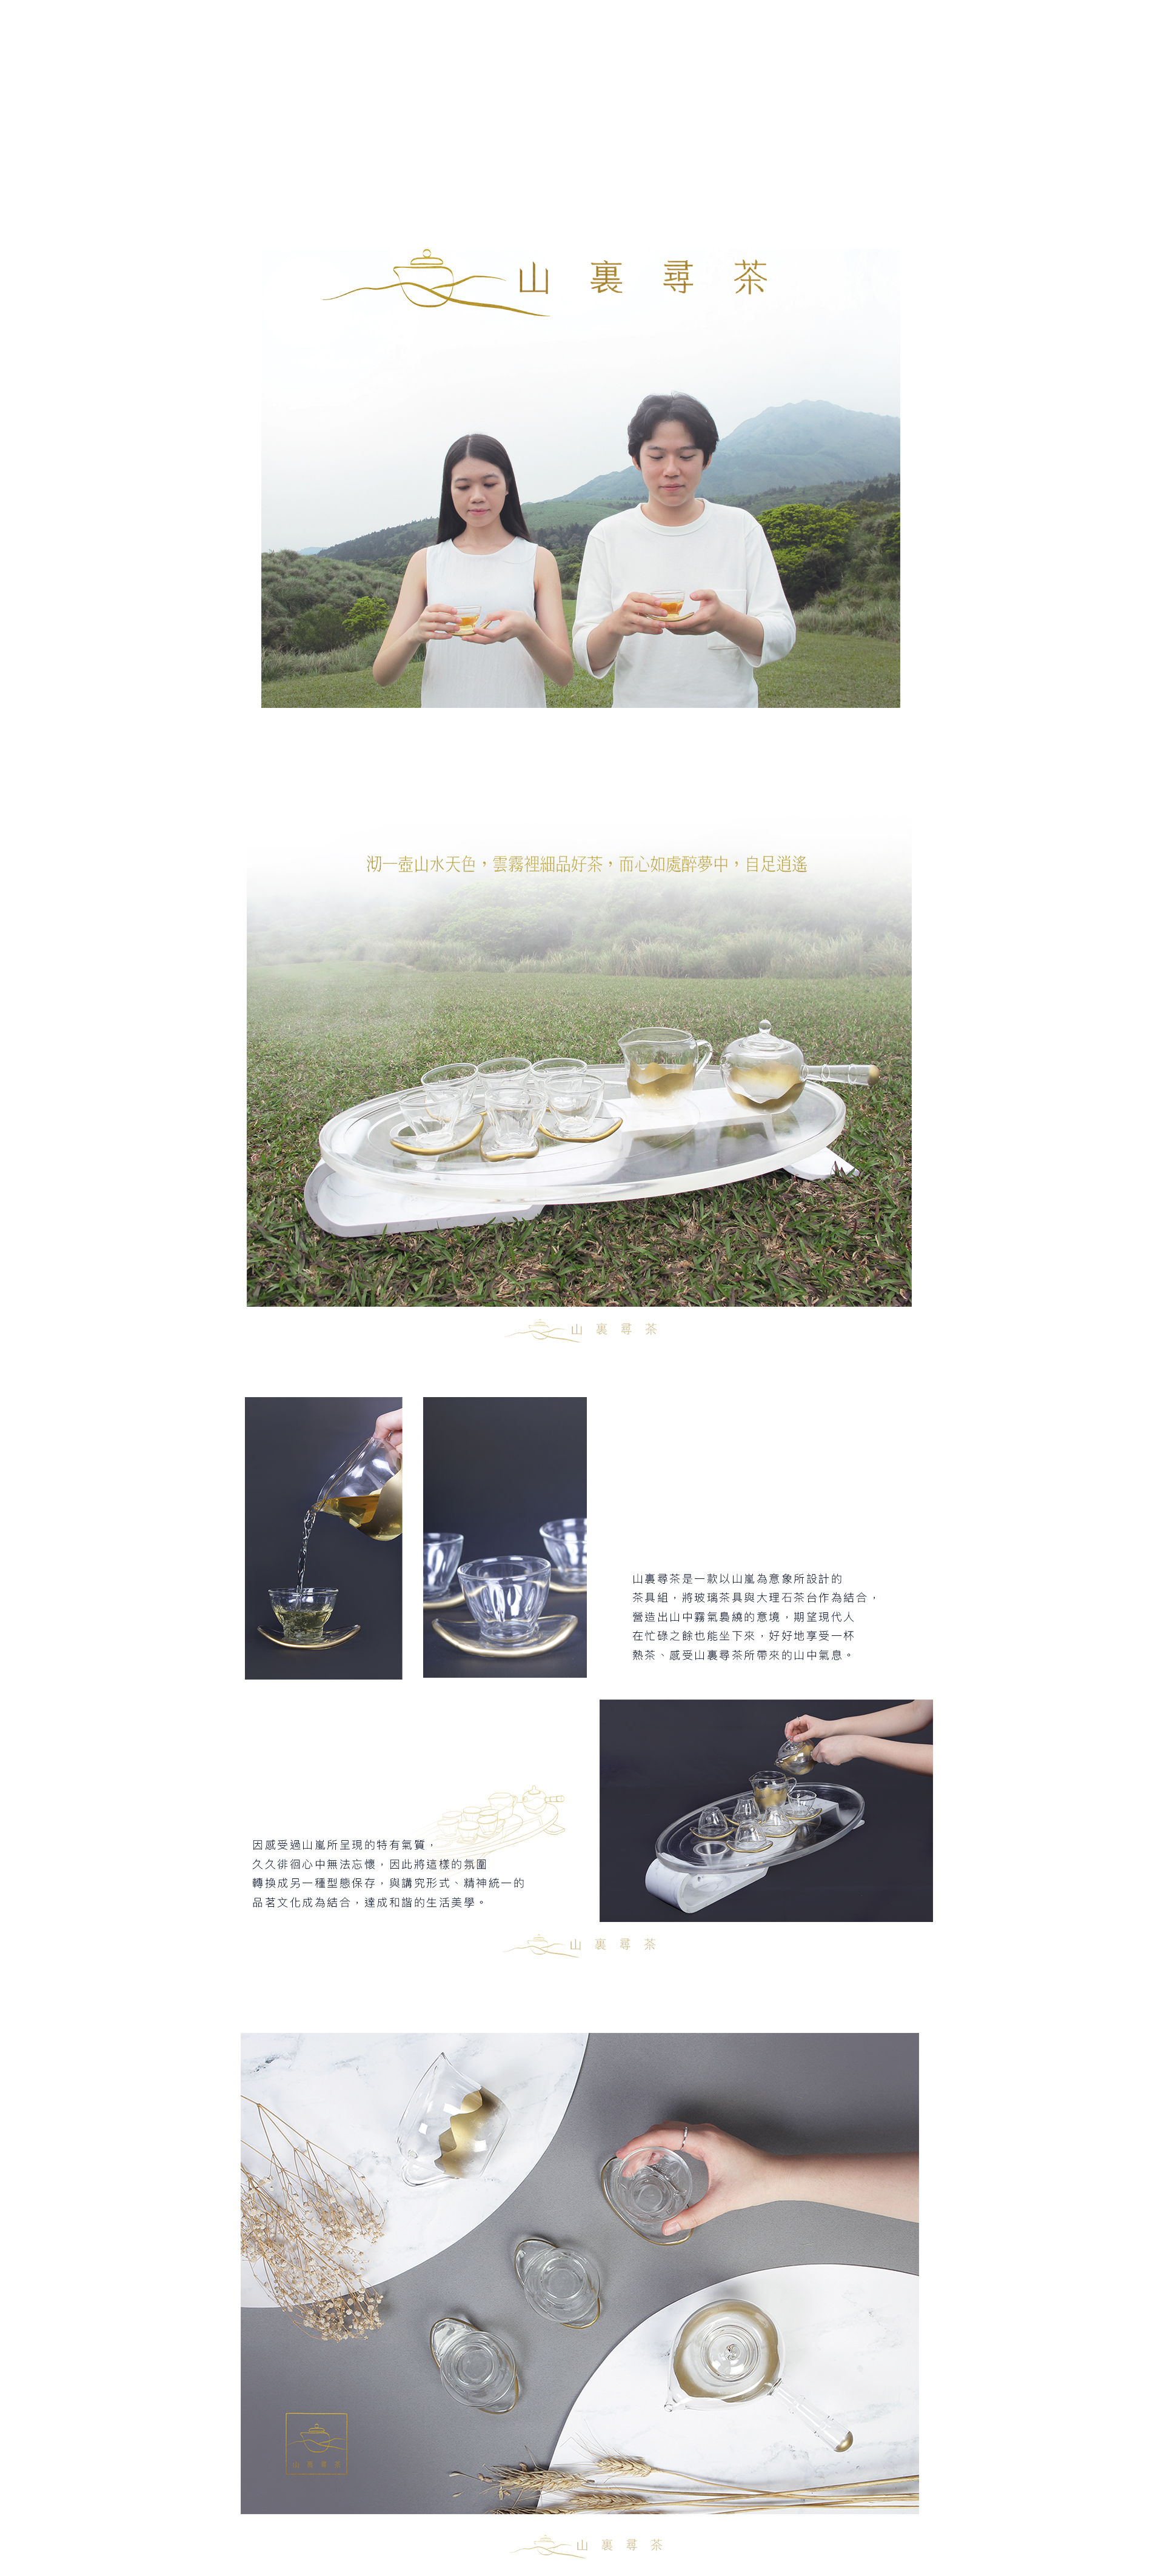 山裏尋茶
沏一壺山水天色，雲霧裡細品好茶，而心如處醉夢中，自足逍遙
山裏尋茶
山裏尋茶是一款以山嵐為意象所設計的
茶具組，將玻璃茶具與大理石茶台作為結合，
營造出山中霧氣裊繞的意境，期望現代人
在忙碌之餘也能坐下來，好好地享受一杯
熱茶、感受山裏尋茶所帶來的山中氣息。
因感受過山嵐所呈現的特有氣質，
久久徘徊心中無法忘懷，因此將這樣的氛圍
轉換成另一種型態保存，與講究形式、精神統一的
品茗文化成為結合，達成和諧的生活美學。
山裏尋茶
山裏尋茶
山裏尋茶